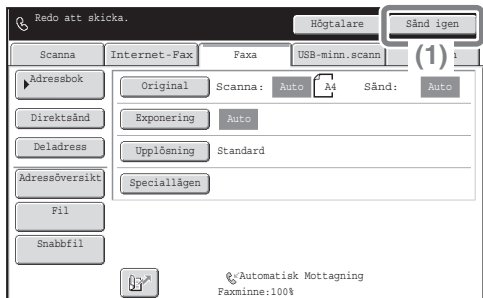 Redo att skicka.
Högtalare
Sänd igen
Scanna
Internet-Fax
Faxa
USB-minn.scann
(1)
Adressbok
Original
Scanna:
Auto
A4
Sänd:
Auto
Direktsänd
Exponering
Auto
Deladress
Upplösning
Standard
Adressöversikt
Speciallägen
Fil
Snabbfil
Automatisk Mottagning
Faxminne:100%